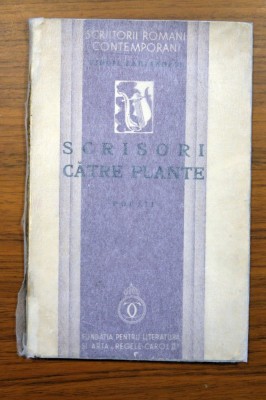 SCRIITORII ROMÂNI
CONTEMPORANI
SCRISORI
CĂTRE PLANTE
POEZII
FUNDAȚIA PENTRU LITERATURĂ
ȘI ARTĂ „REGELE CAROL II”